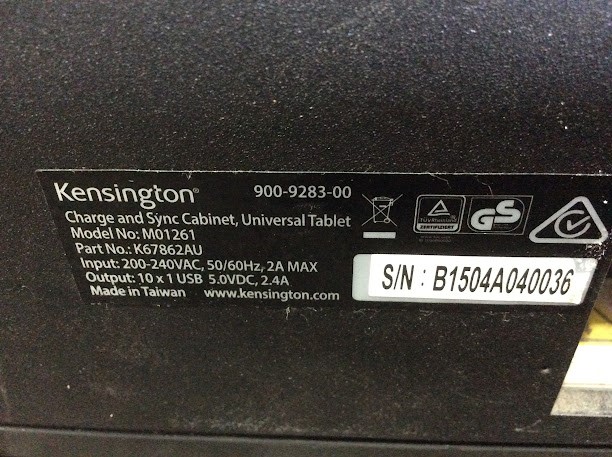 Kensington® 900-9283-00
Charge and Sync Cabinet, Universal Tablet
Model No: M01261
Part No.: K67862AU
Input: 200-240VAC, 50/60Hz, 2A MAX
Output: 10 x 1 USB 5.0VDC, 2.4A
Made in Taiwan www.kensington.com
TÜVRheinland
ZERTIFIZIERT
GS
S/N : B1504A040036